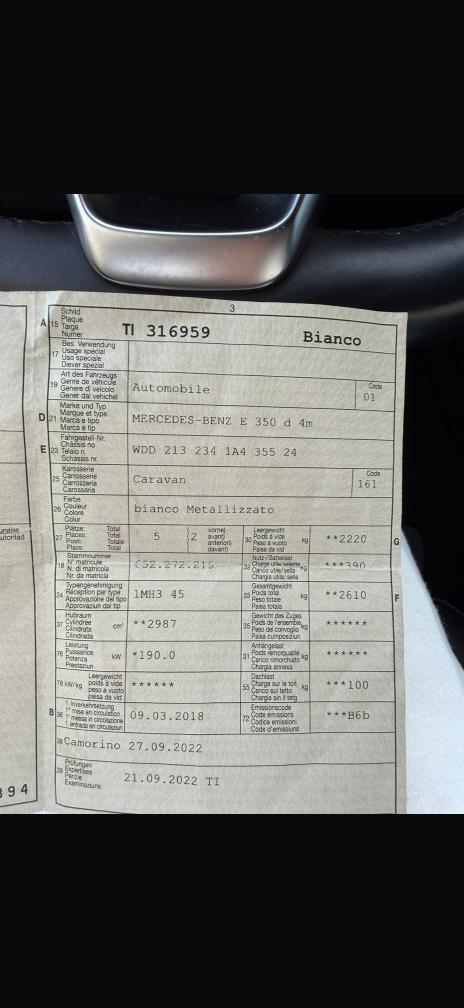 3
A 15 Schild
Plaque
Targa
Numer
TI 316959 Bianco
17 Bes. Verwendung
Usage spécial
Uso speciale
Diever spezial
19 Art des Fahrzeugs
Genre de véhicule
Genere di veicolo
Gener dal vehichel
Automobile
Code
01
D 21 Marke und Typ
Marque et type
Marca e tipo
Marca e tip
MERCEDES-BENZ E 350 d 4m
E 23 Fahrgestell-Nr.
Châssis no
Telaio n.
Schassis nr.
WDD 213 234 1A4 355 24
25 Karosserie
Carrosserie
Carrozzeria
Carossaria
Caravan
Code
161
26 Farbe
Couleur
Colore
Colur
bianco Metallizzato
27 Plätze: Total
Places: Total
Posti: Totale
Plazs: Total
5 (2 vorne)
avant)
anteriori)
davant)
30 Leergewicht
Poids à vide
Peso a vuoto
Paisa da vid
kg
**2220
G
18 Stammnummer
N° matricule
N. di matricola
Nr. da matricla
32 Nutz-/Sattellast
Charge utile/sellette
Carico utile/sella
Chargia utila/sella
kg
***390
24 Typengenehmigung
Réception par type
Approvazione del tipo
Approvaziun dal tip
1MH3 45
33 Gesamtgewicht
Poids total
Peso totale
Paisa totala
kg
**2610
F
37 Hubraum
Cylindrée
Cilindrata
Cilindrada
cm³
**2987
35 Gewicht des Zuges
Poids de l'ensemble
Peso del convoglio
Paisa cumposiziun
kg
******
76 Leistung
Puissance
Potenza
Prestaziun
kW
*190.0
31 Anhängelast
Poids remorquable
Carico rimorchiato
Chargia annexa
kg
******
78 kW/kg Leergewicht
poids à vide
peso a vuoto
paisa da vid
******
55 Dachlast
Charge sur le toit
Carico sul tetto
Chargia sin il tetg
kg
***100
B 36 1. Inverkehrsetzung
1re mise en circulation
1a messa in circolazione
1. entrada en circulaziun
09.03.2018
72 Emissionscode
Code émissions
Codice emissioni
Code d'emissiuns
***B6b
38 Camorino 27.09.2022
39 Prüfungen
Expertises
Perizie
Examinaziuns
21.09.2022 TI
394